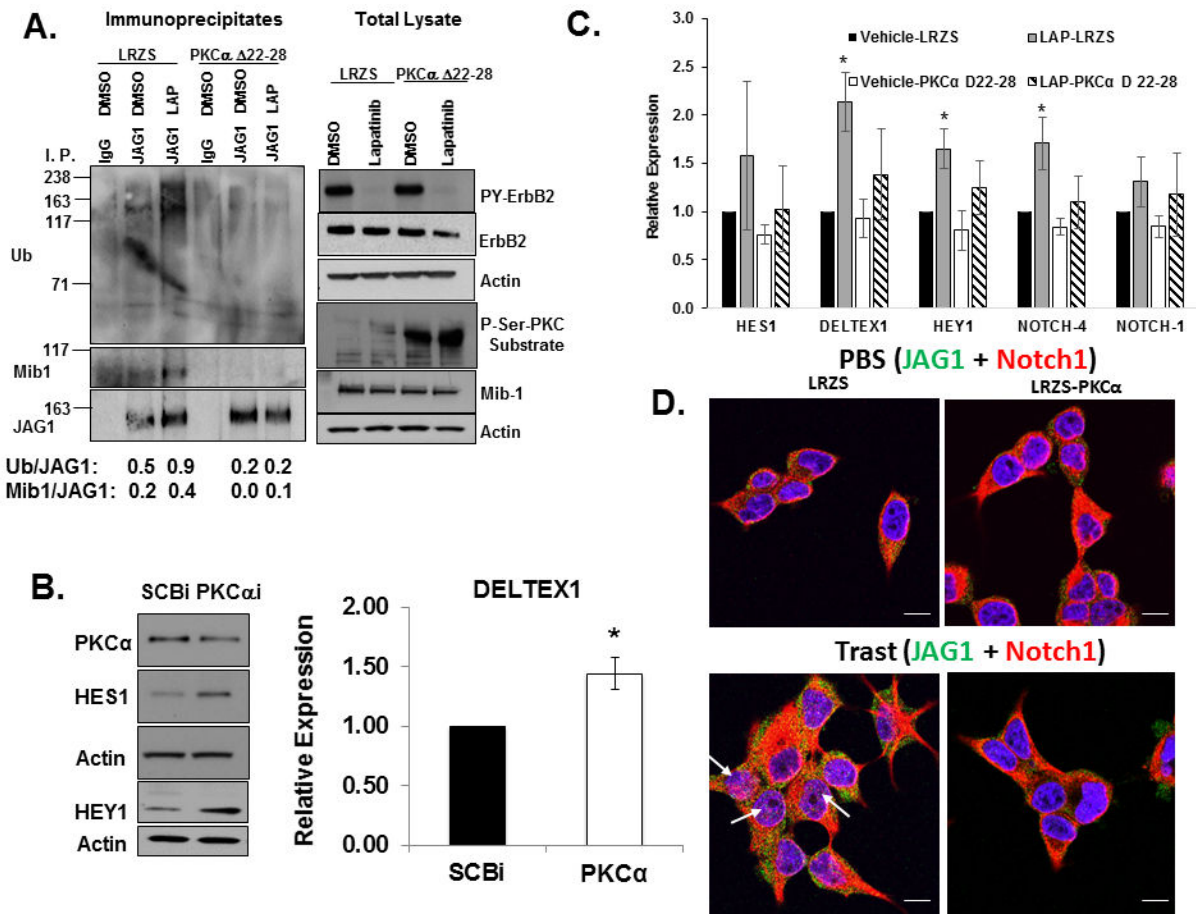 A.
Immunoprecipitates
LRZS PKCα Δ22-28
I. P.
IgG DMSO
JAG1 DMSO
JAG1 LAP
IgG DMSO
JAG1 DMSO
JAG1 LAP
238
163
117
Ub
71
117
Mib1
163
JAG1
Ub/JAG1: 0.5 0.9 0.2 0.2
Mib1/JAG1: 0.2 0.4 0.0 0.1
Total Lysate
LRZS PKCα Δ22-28
DMSO
Lapatinib
DMSO
Lapatinib
PY-ErbB2
ErbB2
Actin
P-Ser-PKC
Substrate
Mib-1
Actin
B.
SCBi PKCαi
PKCα
HES1
Actin
HEY1
Actin
DELTEX1
Relative Expression
2.00
1.50
1.00
0.50
0.00
*
SCBi PKCα
C.
Relative Expression
3.0
2.5
2.0
1.5
1.0
0.5
0.0
Vehicle-LRZS LAP-LRZS
Vehicle-PKCα D22-28 LAP-PKCα D 22-28
* * *
HES1 DELTEX1 HEY1 NOTCH-4 NOTCH-1
D.
PBS (JAG1 + Notch1)
LRZS LRZS-PKCα
Trast (JAG1 + Notch1)